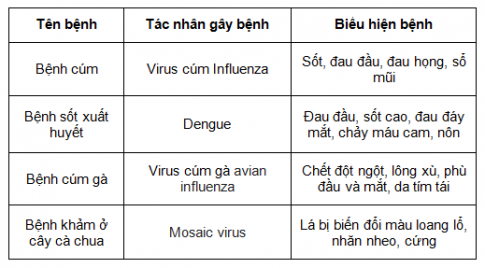 Tên bệnh
Tác nhân gây bệnh
Biểu hiện bệnh
Bệnh cúm
Virus cúm Influenza
Sốt, đau đầu, đau họng, sổ
mũi
Bệnh sốt xuất
huyết
Dengue
Đau đầu, sốt cao, đau đáy
mắt, chảy máu cam, nôn
Bệnh cúm gà
Virus cúm gà avian
influenza
Chết đột ngột, lông xù, phù
đầu và mắt, da tím tái
Bệnh khảm ở
cây cà chua
Mosaic virus
Lá bị biến đổi màu loang lổ,
nhăn nheo, cứng